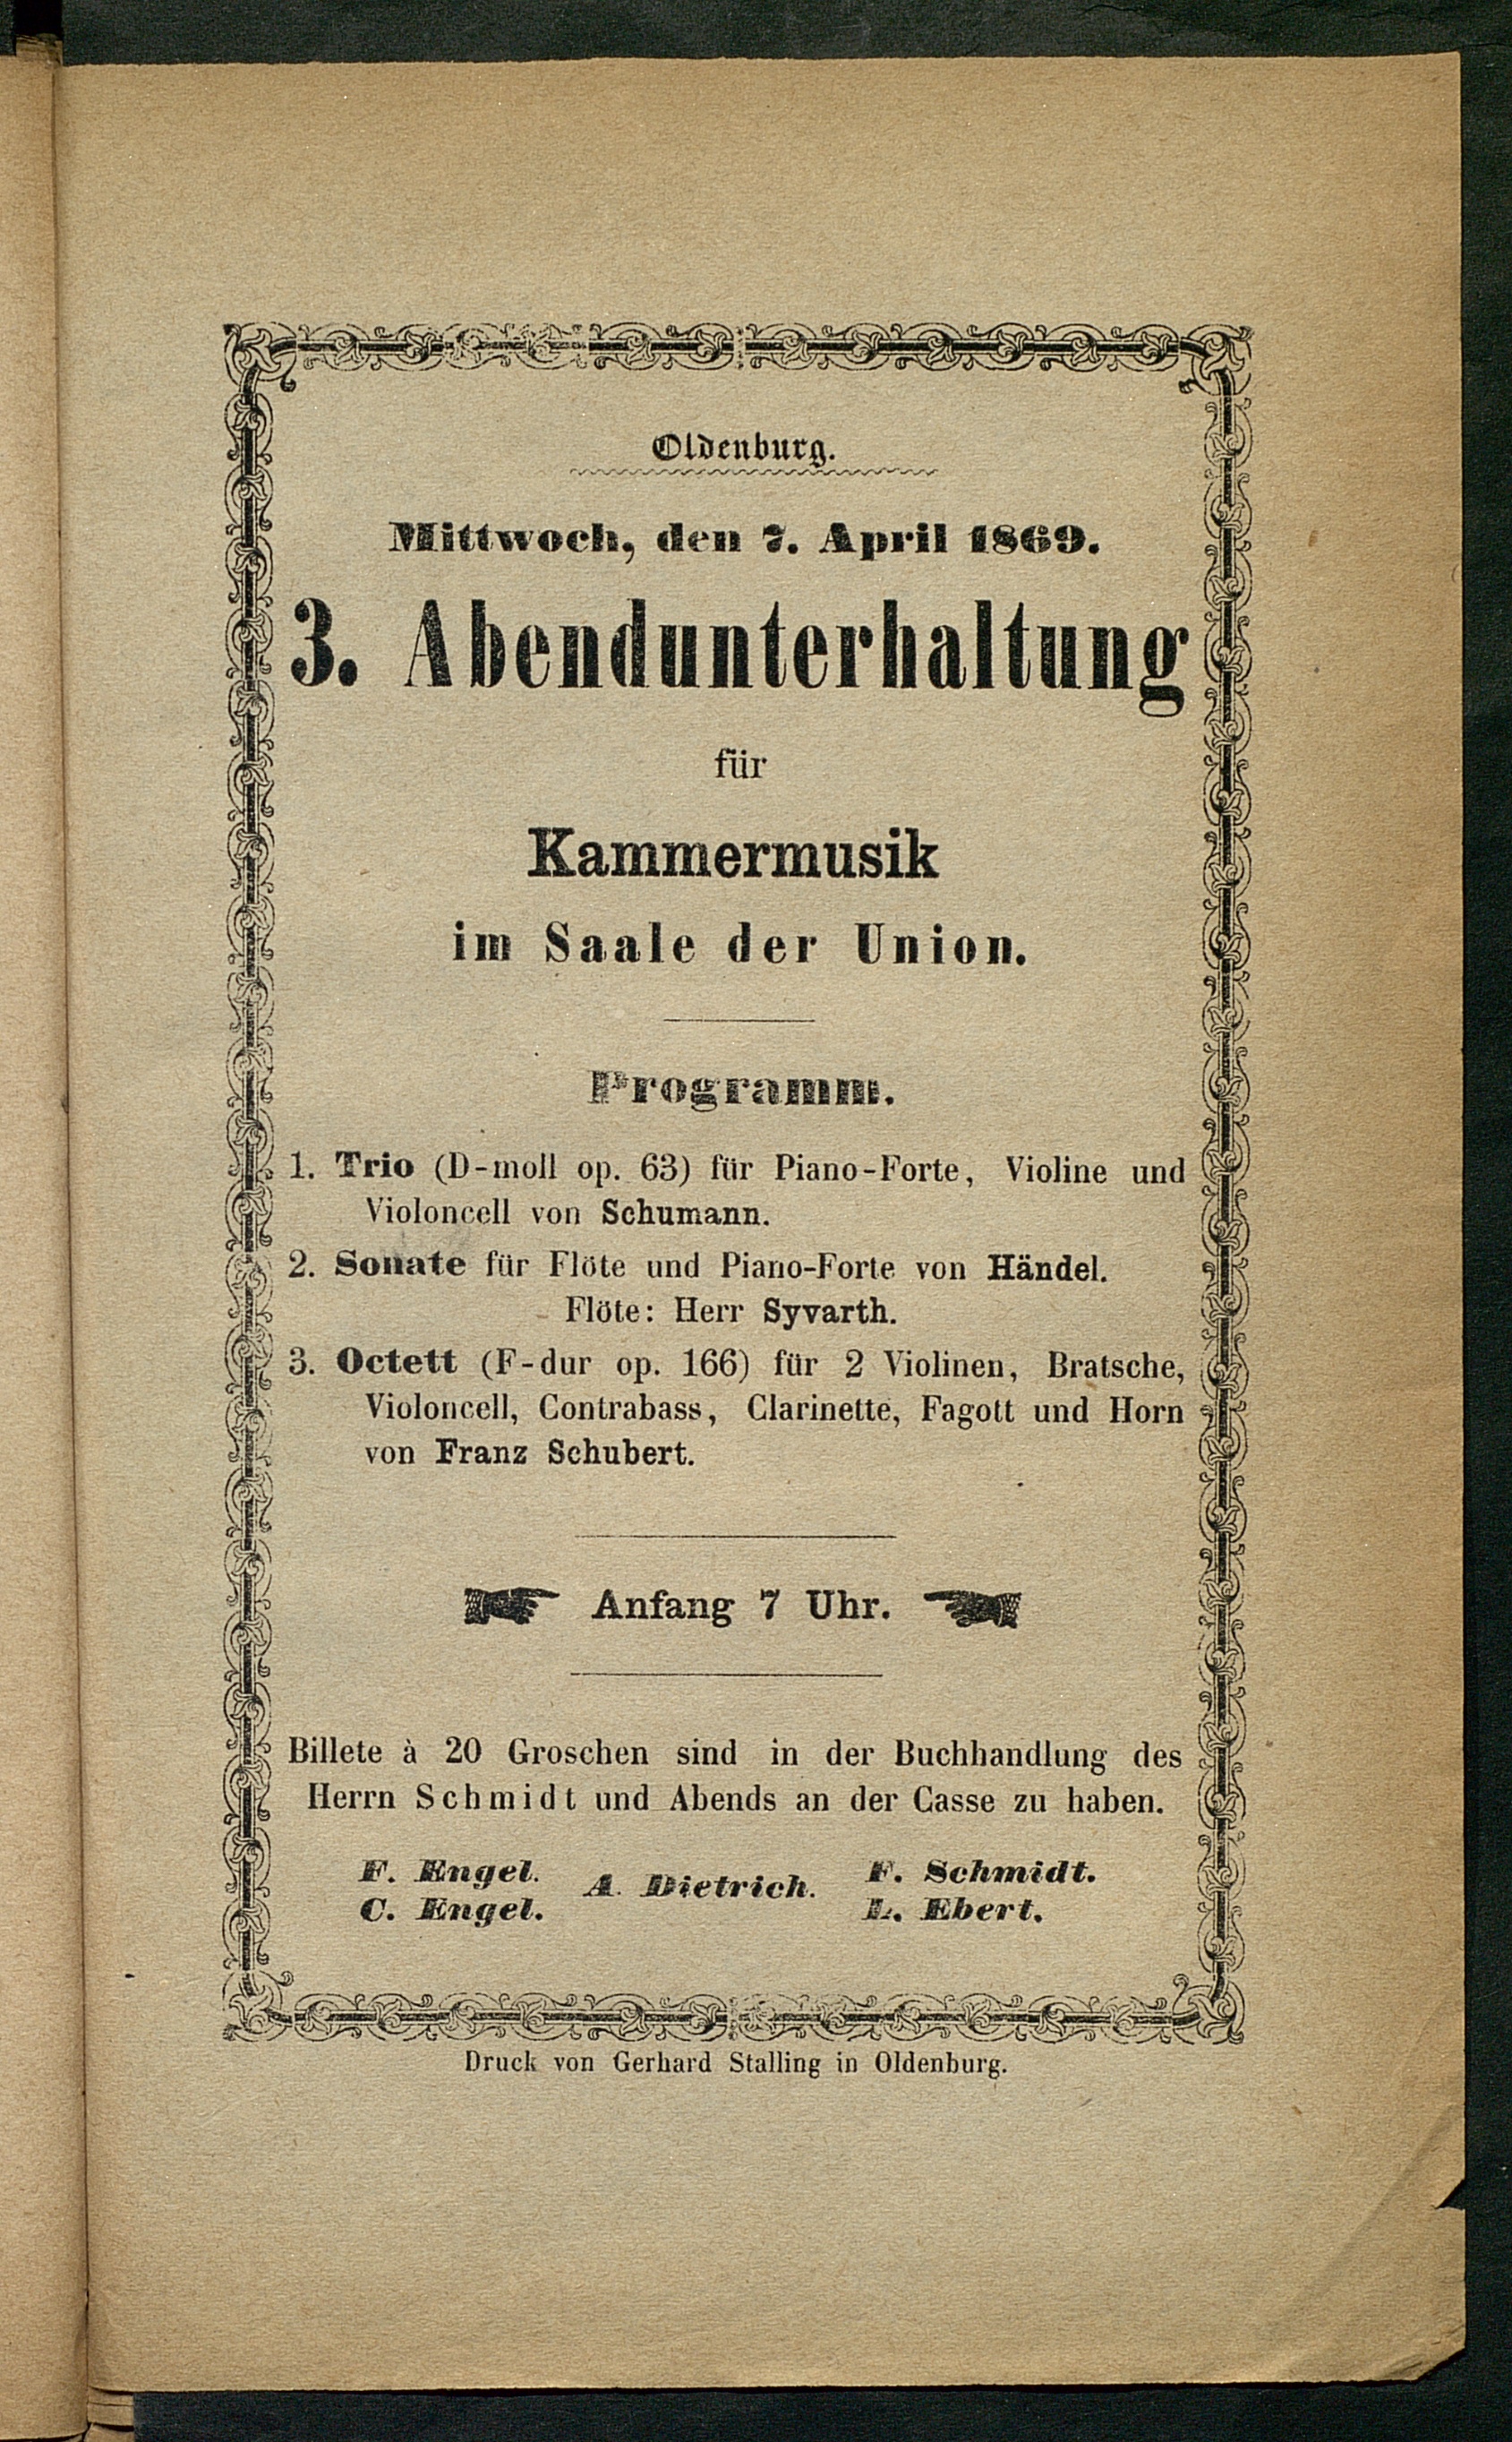 Oldenburg.
Mittwoch, den 7. April 1869.
3. Abendunterhaltung
für
Kammermusik
im Saale der Union.
Programm.
1. Trio (D-moll op. 63) für Piano-Forte, Violine und
Violoncell von Schumann.
2. Sonate für Flöte und Piano-Forte von Händel.
Flöte: Herr Syvarth.
3. Octett (F-dur op. 166) für 2 Violinen, Bratsche,
Violoncell, Contrabass, Clarinette, Fagott und Horn
von Franz Schubert.
Anfang 7 Uhr.
Billete à 20 Groschen sind in der Buchhandlung des
Herrn Schmidt und Abends an der Casse zu haben.
F. Engel. A. Dietrich. F. Schmidt.
C. Engel. L. Ebert.
Druck von Gerhard Stalling in Oldenburg.